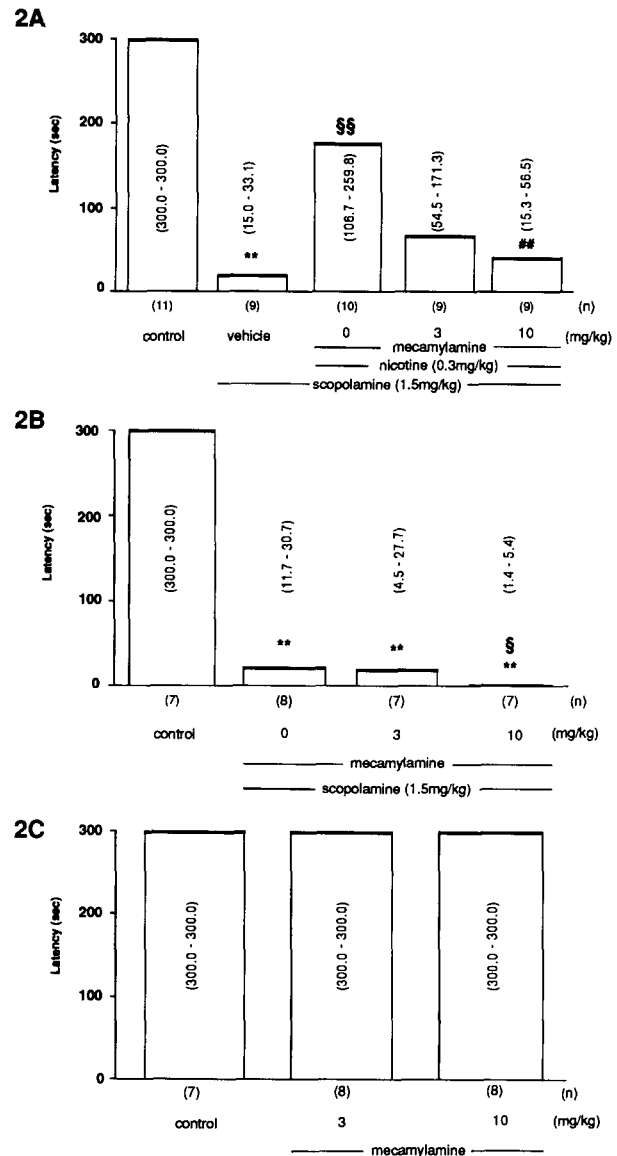 2A
300
200
100
0
Latency (sec)
(300.0 - 300.0)
(15.0 - 33.1)
**
§§
(106.7 - 259.8)
(54.5 - 171.3)
(15.3 - 56.5)
##
(11) (9) (10) (9) (9) (n)
control vehicie 0 3 10 (mg/kg)
mecamylamine
nicotine (0.3mg/kg)
scopolamine (1.5mg/kg)
2B
300
200
100
0
Latency (sec)
(300.0 - 300.0)
(11.7 - 30.7)
**
(4.5 - 27.7)
**
(1.4 - 5.4)
§
**
(7) (8) (7) (7) (n)
control 0 3 10 (mg/kg)
mecamylamine
scopolamine (1.5mg/kg)
2C
300
200
100
0
Latency (sec)
(300.0 - 300.0)
(300.0 - 300.0)
(300.0 - 300.0)
(7) (8) (8) (n)
control 3 10 (mg/kg)
mecamylamine